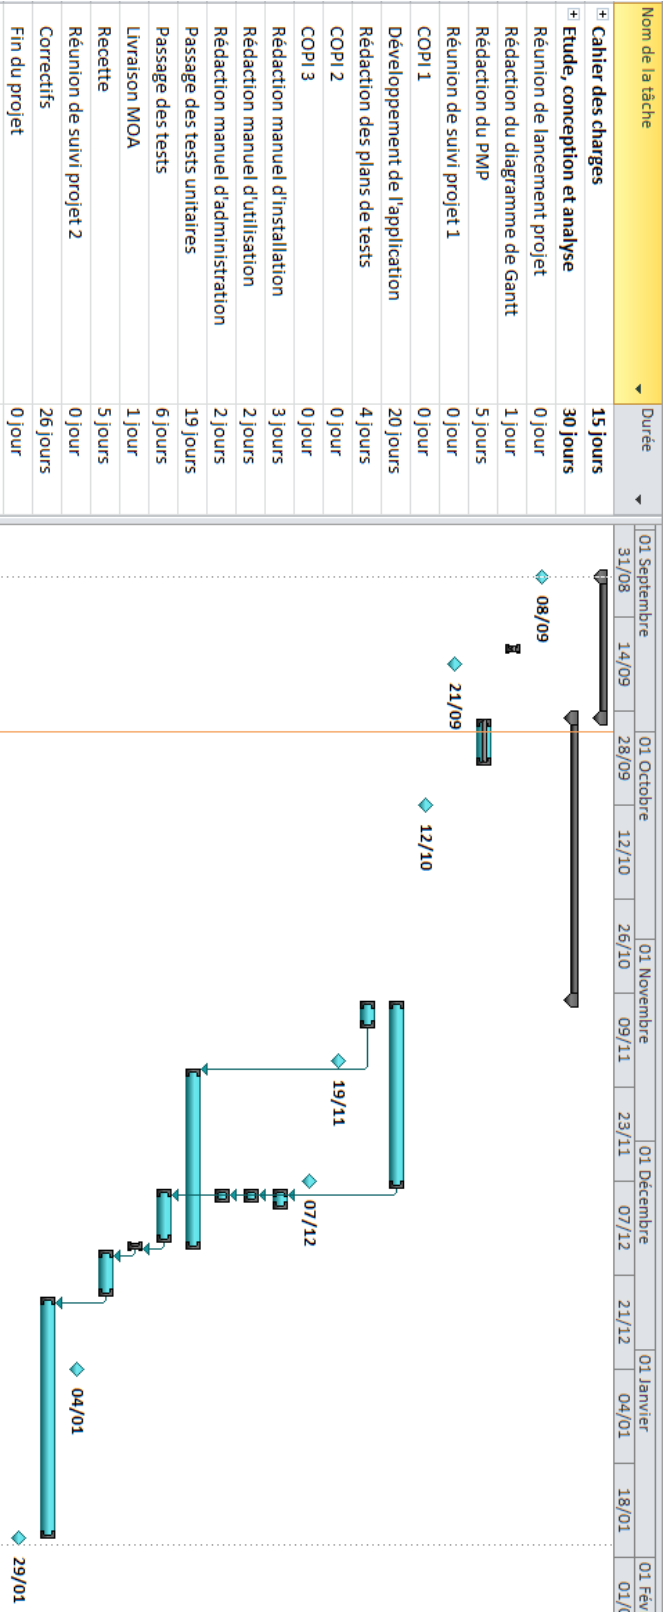 Nom de la tâche Durée 01 Septembre 01 Octobre 01 Novembre 01 Décembre 01 Janvier 01 Fév
31/08 14/09 28/09 12/10 26/10 09/11 23/11 07/12 21/12 04/01 18/01 01/0
Cahier des charges 15 jours
Etude, conception et analyse 30 jours
Réunion de lancement projet 0 jour 08/09
Rédaction du diagramme de Gantt 1 jour
Rédaction du PMP 5 jours
Réunion de suivi projet 1 0 jour 21/09
COPI 1 0 jour 12/10
Développement de l'application 20 jours
Rédaction des plans de tests 4 jours
COPI 2 0 jour 19/11
COPI 3 0 jour 07/12
Rédaction manuel d'installation 3 jours
Rédaction manuel d'utilisation 2 jours
Rédaction manuel d'administration 2 jours
Passage des tests unitaires 19 jours
Passage des tests 6 jours
Livraison MOA 1 jour
Recette 5 jours
Réunion de suivi projet 2 0 jour 04/01
Correctifs 26 jours
Fin du projet 0 jour 29/01